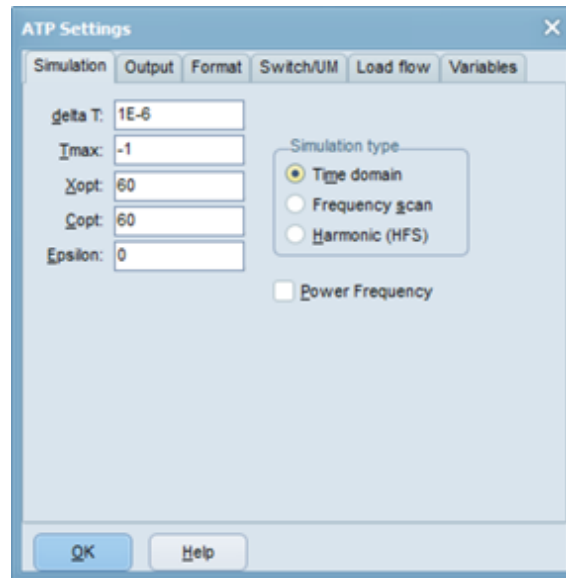 ATP Settings
Simulation Output Format Switch/UM Load flow Variables
delta T: 1E-6
Tmax: -1
Xopt: 60
Copt: 60
Epsilon: 0
Simulation type
Time domain
Frequency scan
Harmonic (HFS)
Power Frequency
OK Help